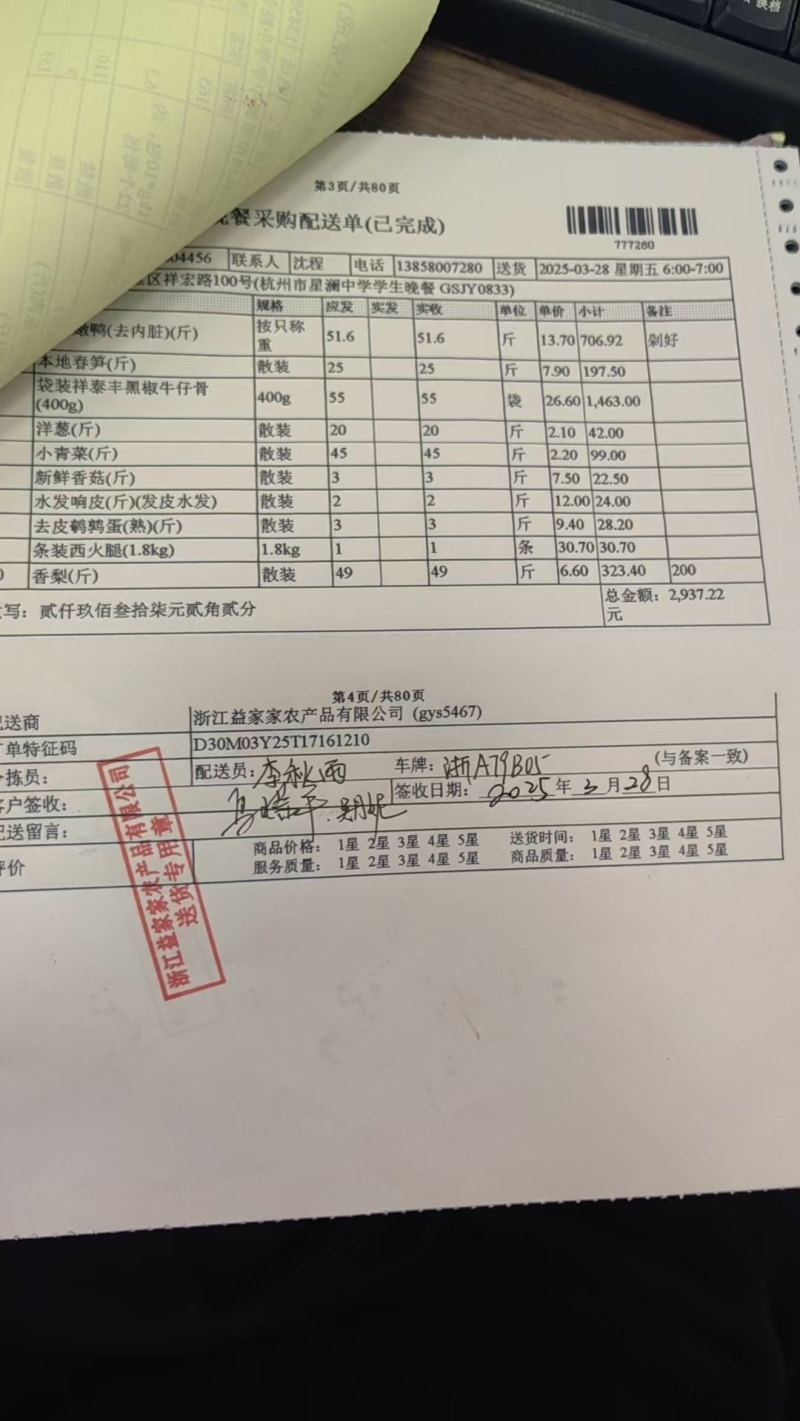 第3页/共80页
餐采购配送单(已完成)
777260
04456 联系人 沈程 电话 13858007280 送货 2025-03-28 星期五 6:00-7:00
区祥宏路100号(杭州市星澜中学学生晚餐 GSJY0833)
规格 应发 实发 实收 单位 单价 小计 备注
鸭(去内脏)(斤) 按只称重 51.6 51.6 斤 13.70 706.92 剁好
本地春笋(斤) 散装 25 25 斤 7.90 197.50
袋装祥泰丰黑椒牛仔骨(400g) 400g 55 55 袋 26.60 1,463.00
洋葱(斤) 散装 20 20 斤 2.10 42.00
小青菜(斤) 散装 45 45 斤 2.20 99.00
新鲜香菇(斤) 散装 3 3 斤 7.50 22.50
水发响皮(斤)(发皮水发) 散装 2 2 斤 12.00 24.00
去皮鹌鹑蛋(熟)(斤) 散装 3 3 斤 9.40 28.20
条装西火腿(1.8kg) 1.8kg 1 1 条 30.70 30.70
香梨(斤) 散装 49 49 斤 6.60 323.40 200
写: 贰仟玖佰叁拾柒元贰角贰分 总金额: 2,937.22元
第4页/共80页
送商 浙江益家家农产品有限公司 (gys5467)
单特征码 D30M03Y25T17161210
拣员: 配送员: 李秋雨 车牌: 浙A79B05 (与备案一致)
户签收: 签收日期: 2025年3月28日
送留言:
评价 商品价格: 1星 2星 3星 4星 5星 送货时间: 1星 2星 3星 4星 5星
服务质量: 1星 2星 3星 4星 5星 商品质量: 1星 2星 3星 4星 5星
浙江益家家农产品有限公司
送货专用章